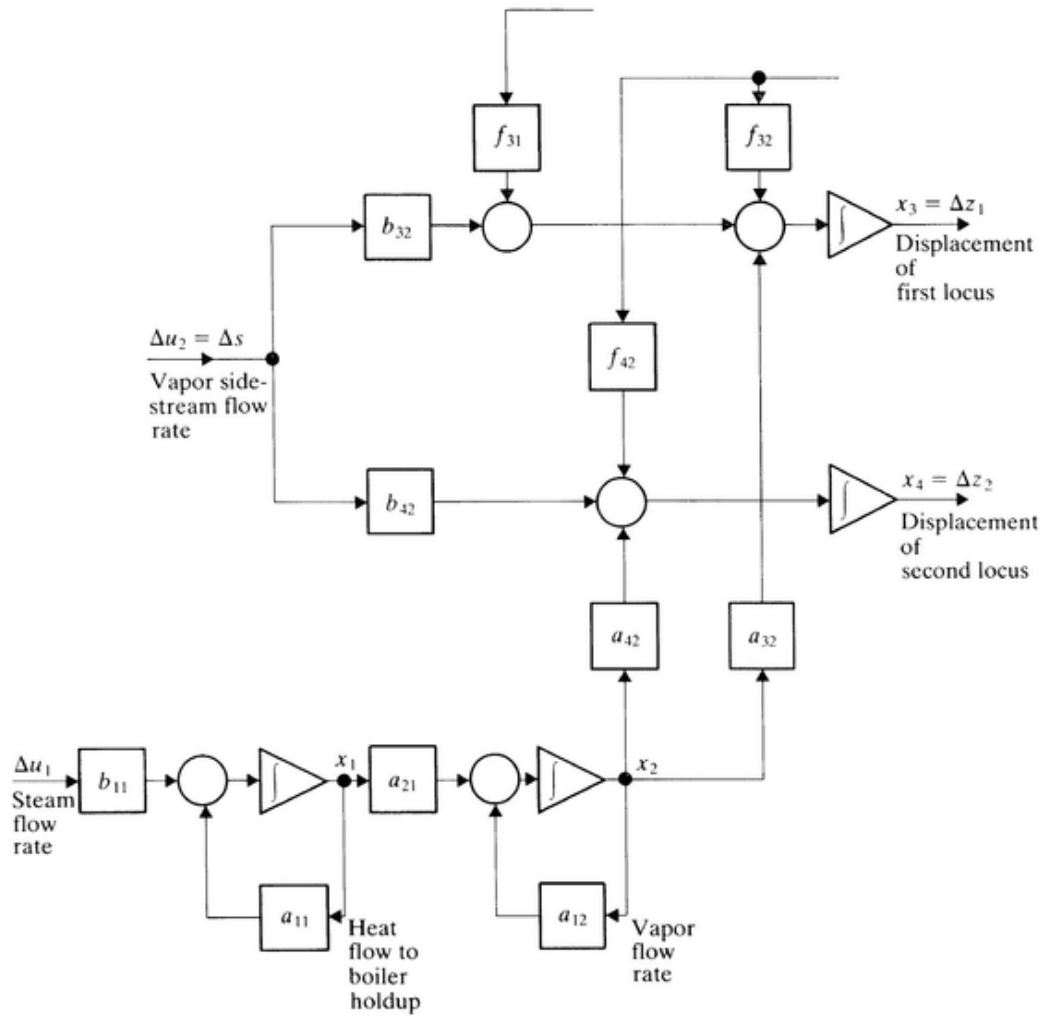 f₃₁
f₃₂
b₃₂
x₃ = Δz₁
Displacement
of
first locus
Δu₂ = Δs
Vapor side-
stream flow
rate
f₄₂
b₄₂
x₄ = Δz₂
Displacement
of
second locus
a₄₂
a₃₂
Δu₁
Steam
flow
rate
b₁₁
∫
x₁
a₂₁
∫
x₂
a₁₁
Heat
flow to
boiler
holdup
a₁₂
Vapor
flow
rate
∫
∫